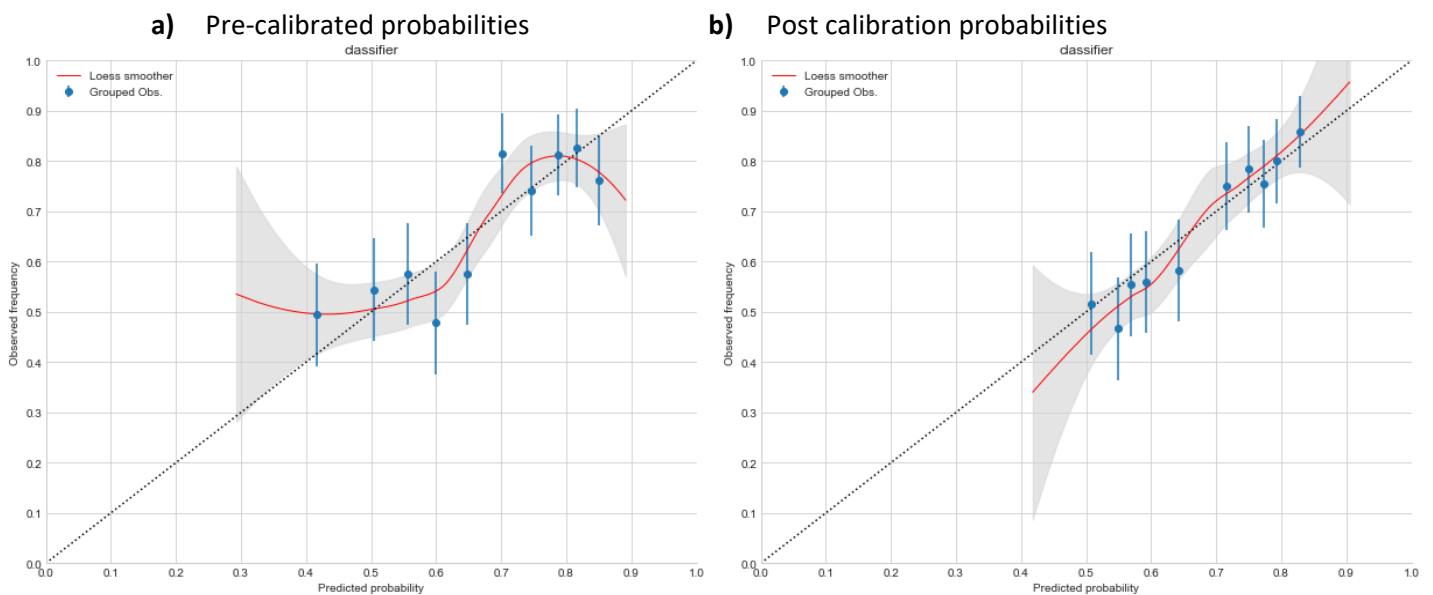 a) Pre-calibrated probabilities
classifier
Loess smoother
Grouped Obs.
Observed frequency
1.0
0.9
0.8
0.7
0.6
0.5
0.4
0.3
0.2
0.1
0.0
0.0 0.1 0.2 0.3 0.4 0.5 0.6 0.7 0.8 0.9 1.0
Predicted probability
b) Post calibration probabilities
classifier
Loess smoother
Grouped Obs.
Observed frequency
1.0
0.9
0.8
0.7
0.6
0.5
0.4
0.3
0.2
0.1
0.0
0.0 0.1 0.2 0.3 0.4 0.5 0.6 0.7 0.8 0.9 1.0
Predicted probability